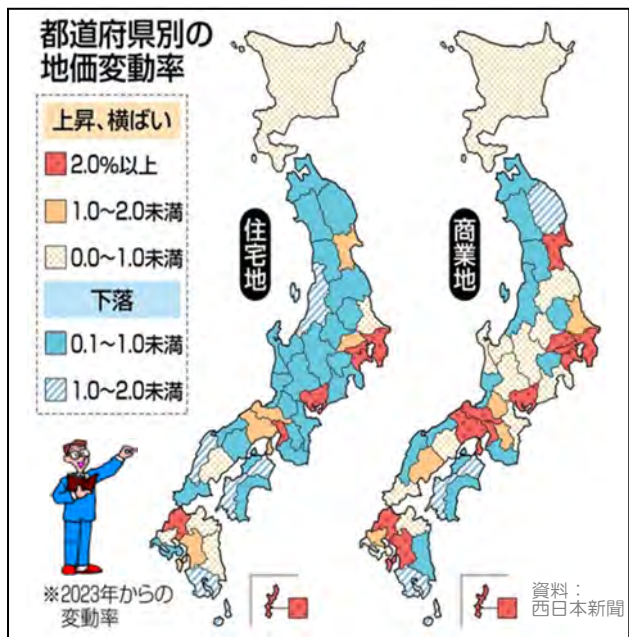 都道府県別の
地価変動率
上昇、横ばい
2.0%以上
1.0~2.0未満
0.0~1.0未満
下落
0.1~1.0未満
1.0~2.0未満
住宅地
商業地
※2023年からの
変動率
資料：
西日本新聞